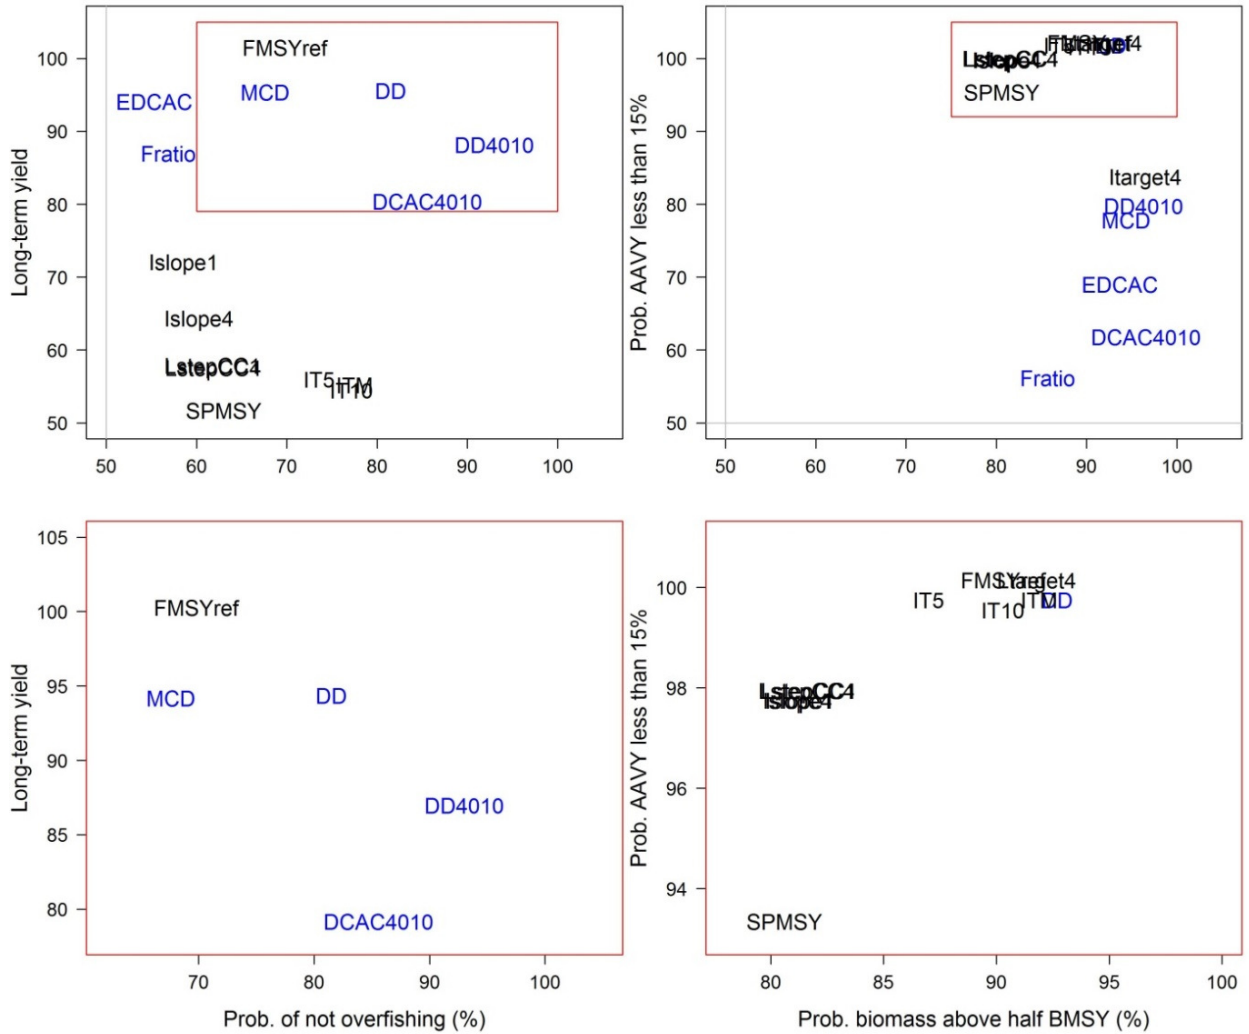 Long-term yield
100
90
80
70
60
50
FMSYref
MCD
DD
EDCAC
DD4010
Fratio
DCAC4010
Islope1
Islope4
IT5
ITM
IT10
SPMSY
50
60
70
80
90
100
Prob. AAVY less than 15%
100
90
80
70
60
50
SPMSY
Itarget4
DD4010
MCD
EDCAC
DCAC4010
Fratio
50
60
70
80
90
100
Long-term yield
105
100
95
90
85
80
FMSYref
MCD
DD
DD4010
DCAC4010
70
80
90
100
Prob. of not overfishing (%)
Prob. AAVY less than 15%
100
98
96
94
FMSYref
IT5
ITM
DD
IT10
SPMSY
80
85
90
95
100
Prob. biomass above half BMSY (%)